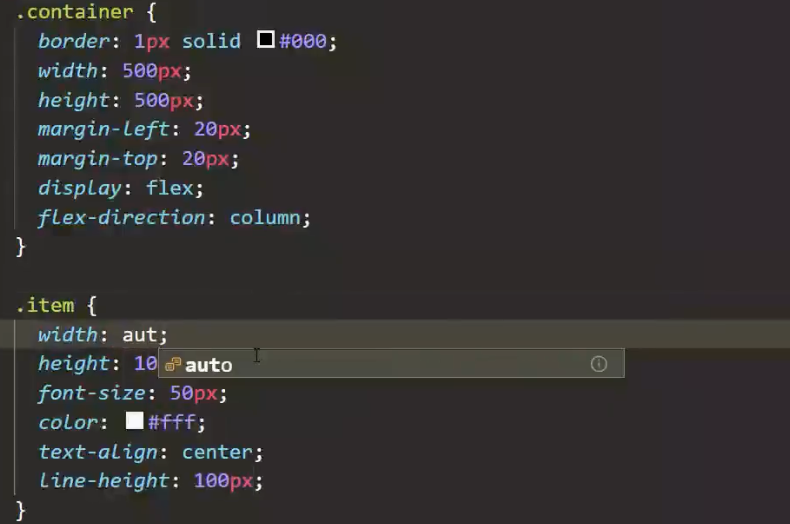 .container {
border: 1px solid #000;
width: 500px;
height: 500px;
margin-left: 20px;
margin-top: 20px;
display: flex;
flex-direction: column;
}
.item {
width: aut;
height: 10
auto
font-size: 50px;
color: #fff;
text-align: center;
line-height: 100px;
}